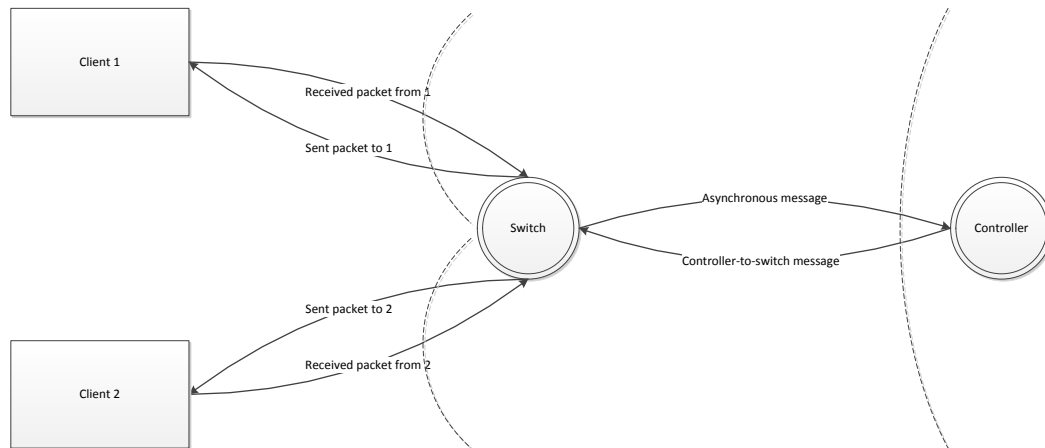 Client 1
Received packet from 1
Sent packet to 1
Asynchronous message
Switch
Controller
Controller-to-switch message
Sent packet to 2
Received packet from 2
Client 2